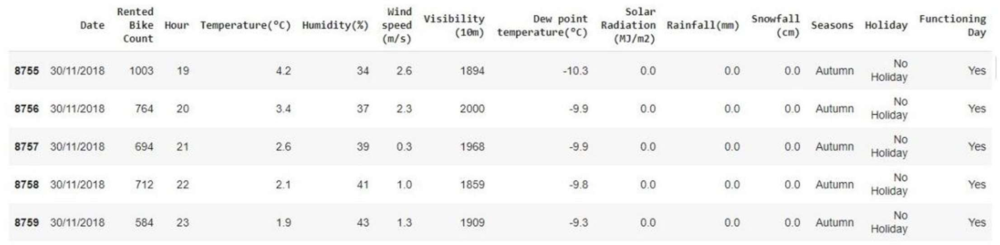 Date Rented Bike Count Hour Temperature(°C) Humidity(%) Wind speed (m/s) Visibility (10m) Dew point temperature(°C) Solar Radiation (MJ/m2) Rainfall(mm) Snowfall (cm) Seasons Holiday Functioning Day
8755 30/11/2018 1003 19 4.2 34 2.6 1894 -10.3 0.0 0.0 0.0 Autumn No Holiday Yes
8756 30/11/2018 764 20 3.4 37 2.3 2000 -9.9 0.0 0.0 0.0 Autumn No Holiday Yes
8757 30/11/2018 694 21 2.6 39 0.3 1968 -9.9 0.0 0.0 0.0 Autumn No Holiday Yes
8758 30/11/2018 712 22 2.1 41 1.0 1859 -9.8 0.0 0.0 0.0 Autumn No Holiday Yes
8759 30/11/2018 584 23 1.9 43 1.3 1909 -9.3 0.0 0.0 0.0 Autumn No Holiday Yes